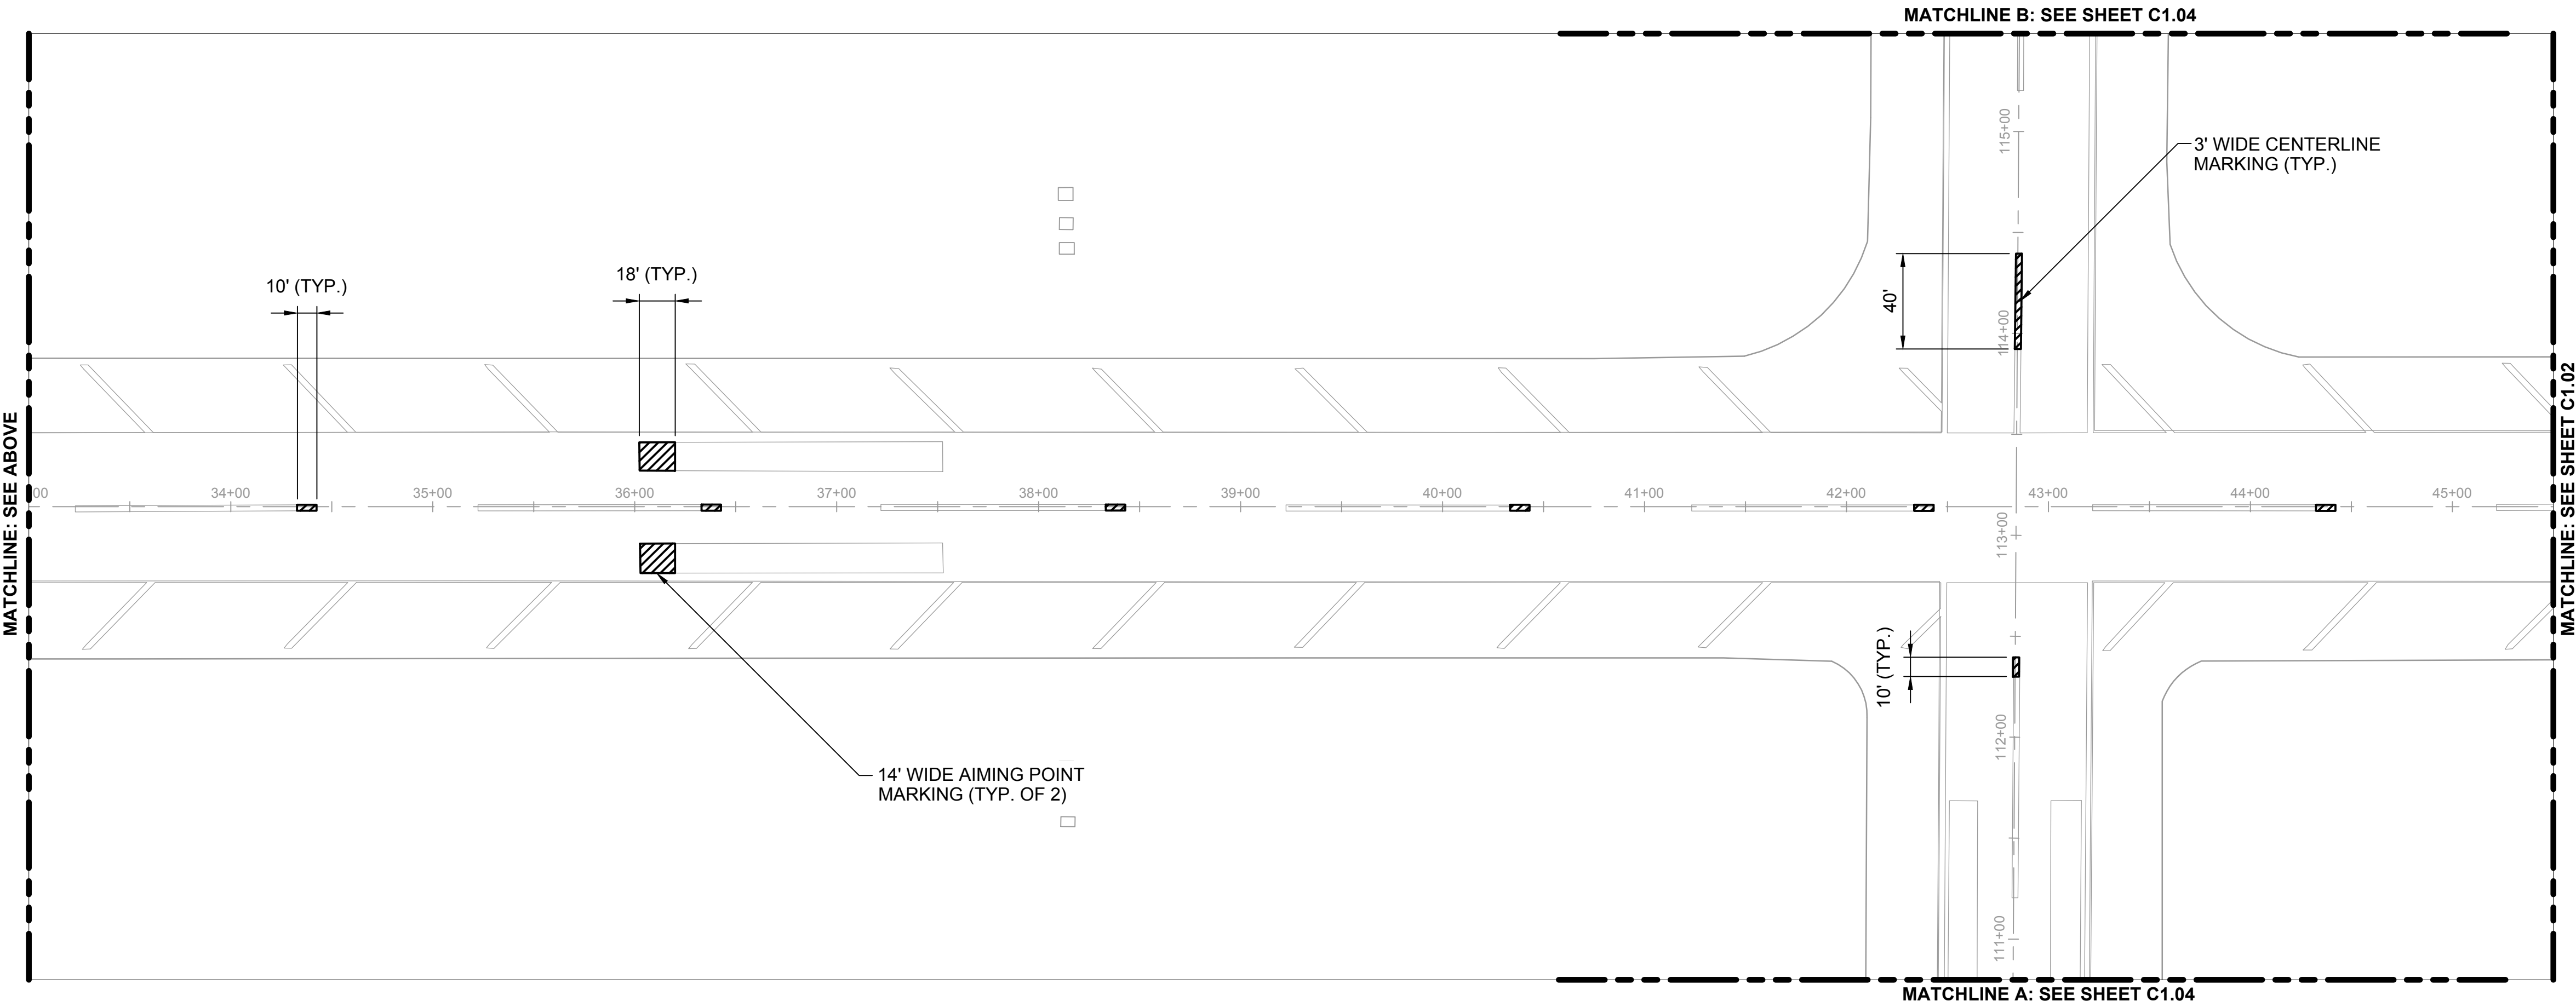 MATCHLINE B: SEE SHEET C1.04
115+00
3' WIDE CENTERLINE
MARKING (TYP.)
10' (TYP.)
18' (TYP.)
40'
114+00
MATCHLINE: SEE ABOVE
MATCHLINE: SEE SHEET C1.02
00
34+00
35+00
36+00
37+00
38+00
39+00
40+00
41+00
42+00
43+00
44+00
45+00
113+00
10' (TYP.)
112+00
14' WIDE AIMING POINT
MARKING (TYP. OF 2)
111+00
MATCHLINE A: SEE SHEET C1.04